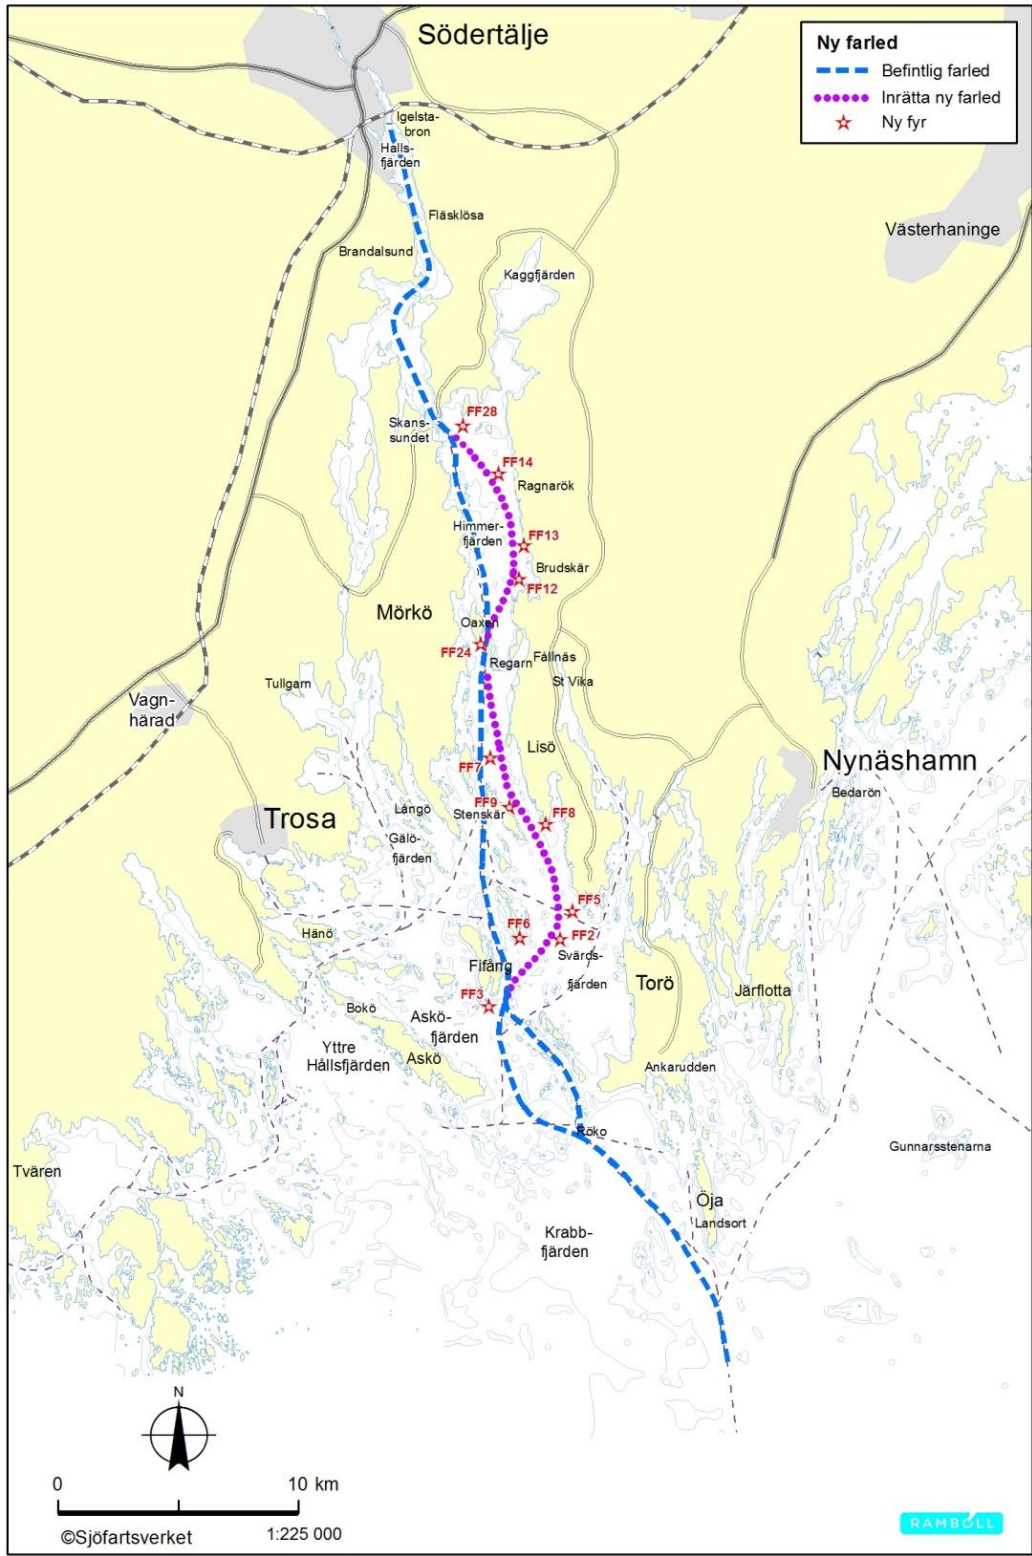 Södertälje
Ny farled
Befintlig farled
Inrätta ny farled
Ny fyr
Igelsta-
bron
Halls-
fjärden
Fläsklösa
Västerhaninge
Brandalsund
Kaggfjärden
Skans-
sundet
FF28
FF14
Ragnarök
Himmer-
fjärden
FF13
Brudskär
FF12
Mörkö
Oaxen
FF24
Regarn
Fållnäs
St Vika
Tullgarn
Vagn-
härad
Lisö
Nynäshamn
FF7
Bedarön
Långö
FF9
Stenskär
FF8
Trosa
Gälö-
fjärden
FF5
Hänö
FF6
FF2
Svärds-
fjärden
Fifång
Torö
Järflotta
FF3
Bokö
Askö-
fjärden
Yttre
Hållsfjärden
Askö
Ankarudden
Röko
Gunnarsstenarna
Tvären
Öja
Landsort
Krabb-
fjärden
N
0 10 km
©Sjöfartsverket 1:225 000
RAMBOLL